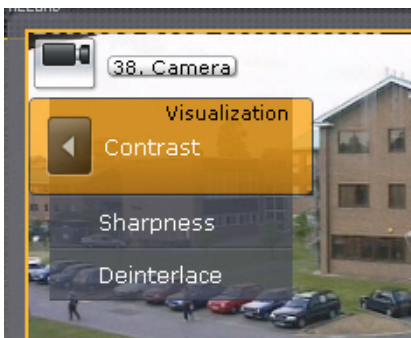 38. Camera
Visualization
Contrast
Sharpness
Deinterlace